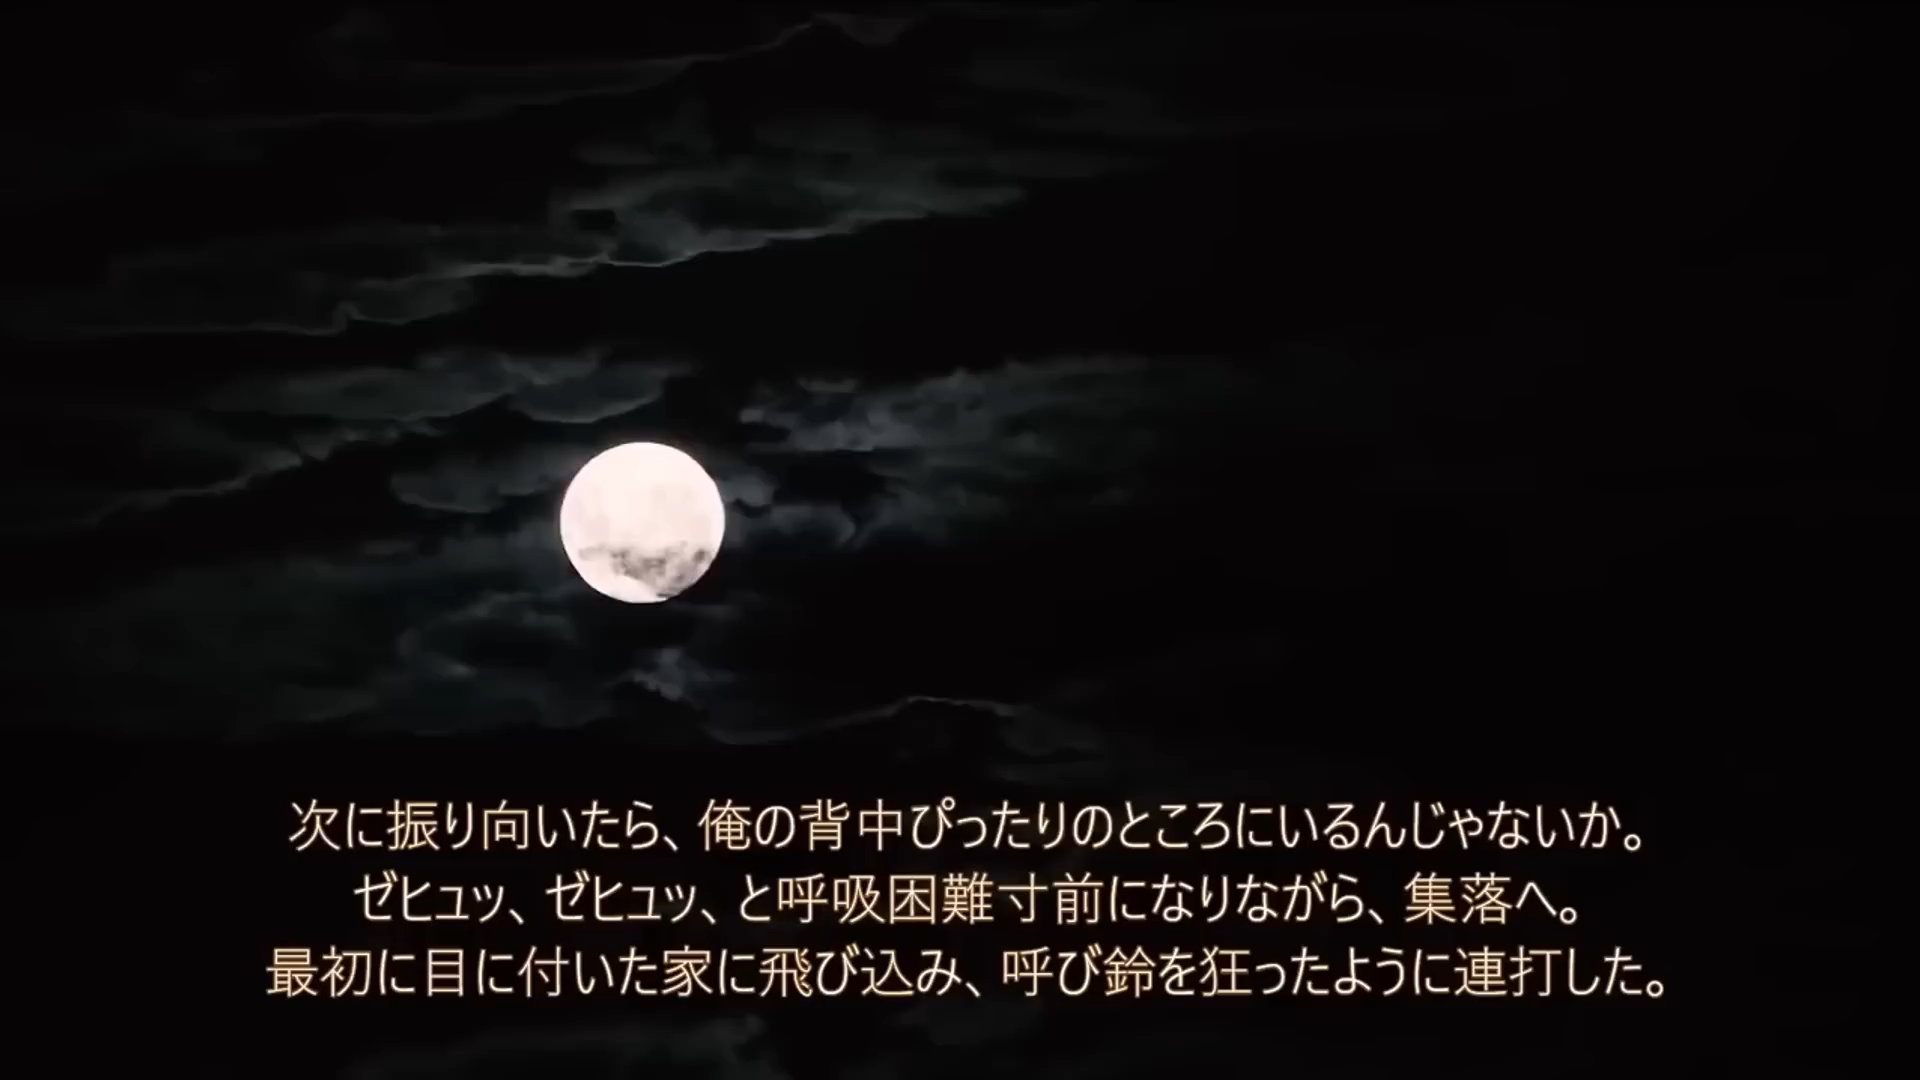 次に振り向いたら、俺の背中ぴったりのところにいるんじゃないか。
ゼヒュッ、ゼヒュッ、と呼吸困難寸前になりながら、集落へ。
最初に目に付いた家に飛び込み、呼び鈴を狂ったように連打した。